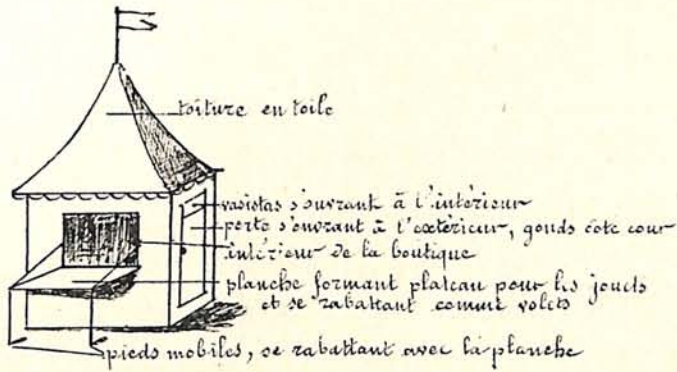 toiture en toile
vasistas s'ouvrant à l'intérieur
porte s'ouvrant à l'extérieur, gonds côté cour
intérieur de la boutique
planche formant plateau pour les jouets
et se rabattant comme volets
pieds mobiles, se rabattant avec la planche